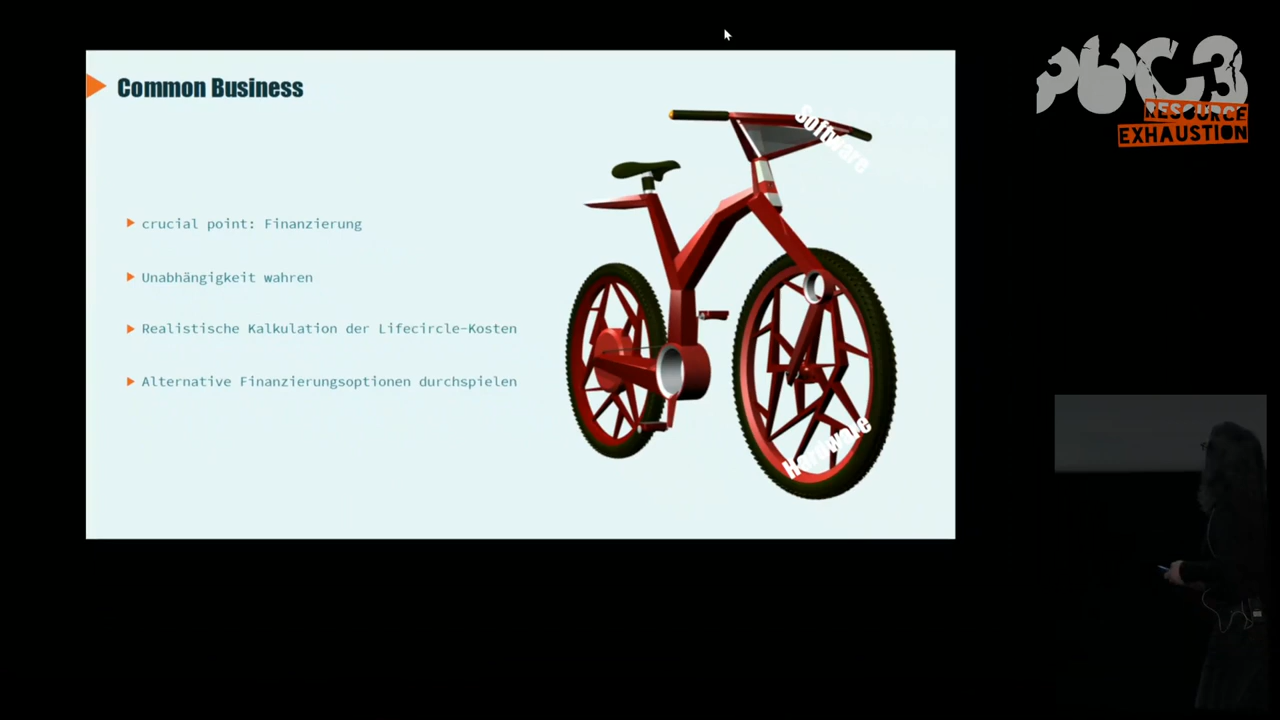 Common Business
crucial point: Finanzierung
Unabhängigkeit wahren
Realistische Kalkulation der Lifecircle-Kosten
Alternative Finanzierungsoptionen durchspielen
Software
Hardware
36C3
RESOURCE
EXHAUSTION